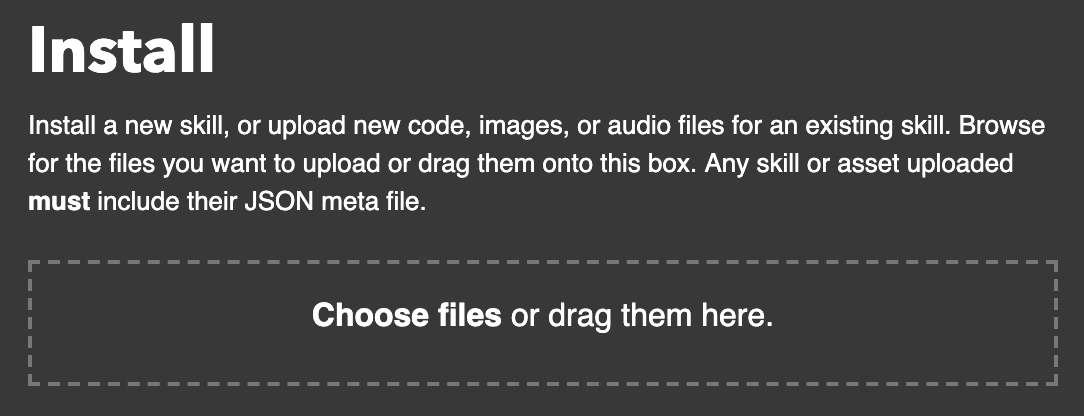 Install
Install a new skill, or upload new code, images, or audio files for an existing skill. Browse
for the files you want to upload or drag them onto this box. Any skill or asset uploaded
must include their JSON meta file.
Choose files or drag them here.